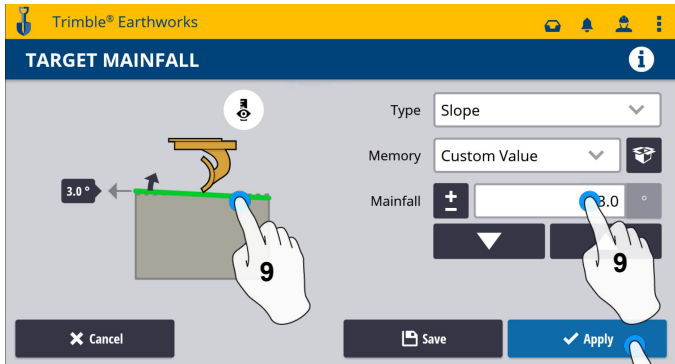 Trimble® Earthworks
TARGET MAINFALL
Type
Slope
Memory
Custom Value
3.0 °
Mainfall
3.0
°
9
9
Cancel
Save
Apply